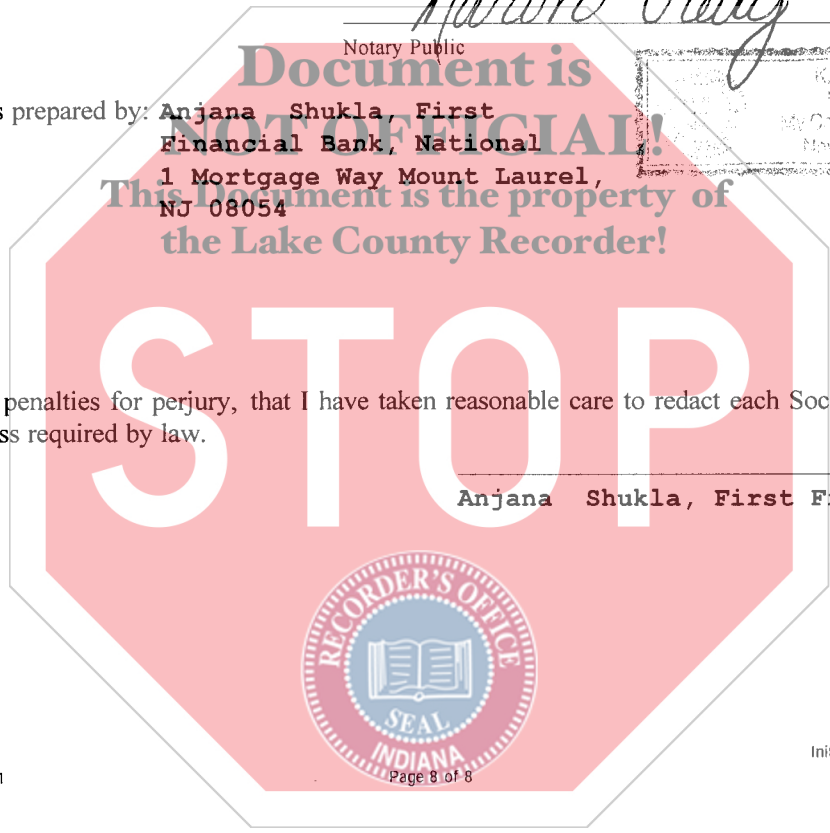 Notary Public
Document is
s prepared by: Anjana Shukla, First
NOT OFFICIAL!
Financial Bank, National
1 Mortgage Way Mount Laurel,
This Document is the property of
NJ 08054
the Lake County Recorder!
STOP
penalties for perjury, that I have taken reasonable care to redact each Soc
ss required by law.
Anjana Shukla, First Fi
RECORDER'S OFFICE
SEAL
INDIANA
Ini
Page 8 of 8